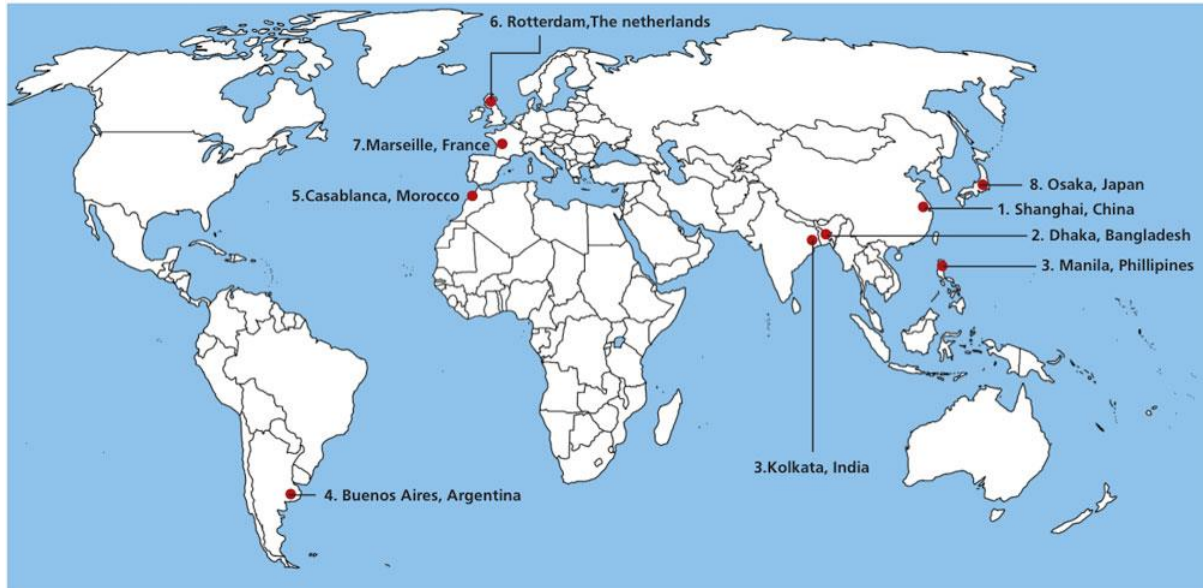 6. Rotterdam,The netherlands
7.Marseille, France
5.Casablanca, Morocco
8. Osaka, Japan
1. Shanghai, China
2. Dhaka, Bangladesh
3. Manila, Phillipines
3.Kolkata, India
4. Buenos Aires, Argentina